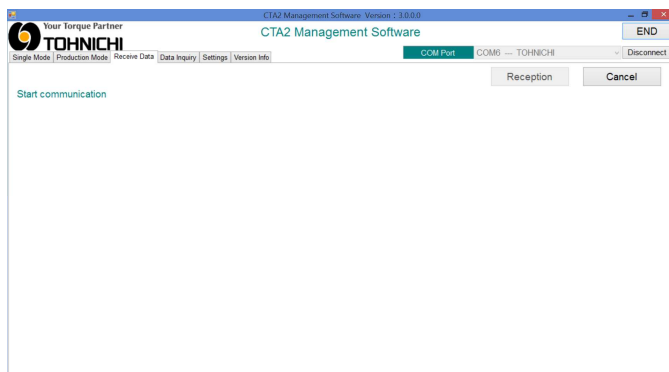 CTA2 Management Software Version：3.0.0.0
Your Torque Partner
TOHNICHI
CTA2 Management Software
END
COM Port
COM6 --- TOHNICHI
Disconnect
Single Mode
Production Mode
Receive Data
Data Inquiry
Settings
Version Info
Reception
Cancel
Start communication